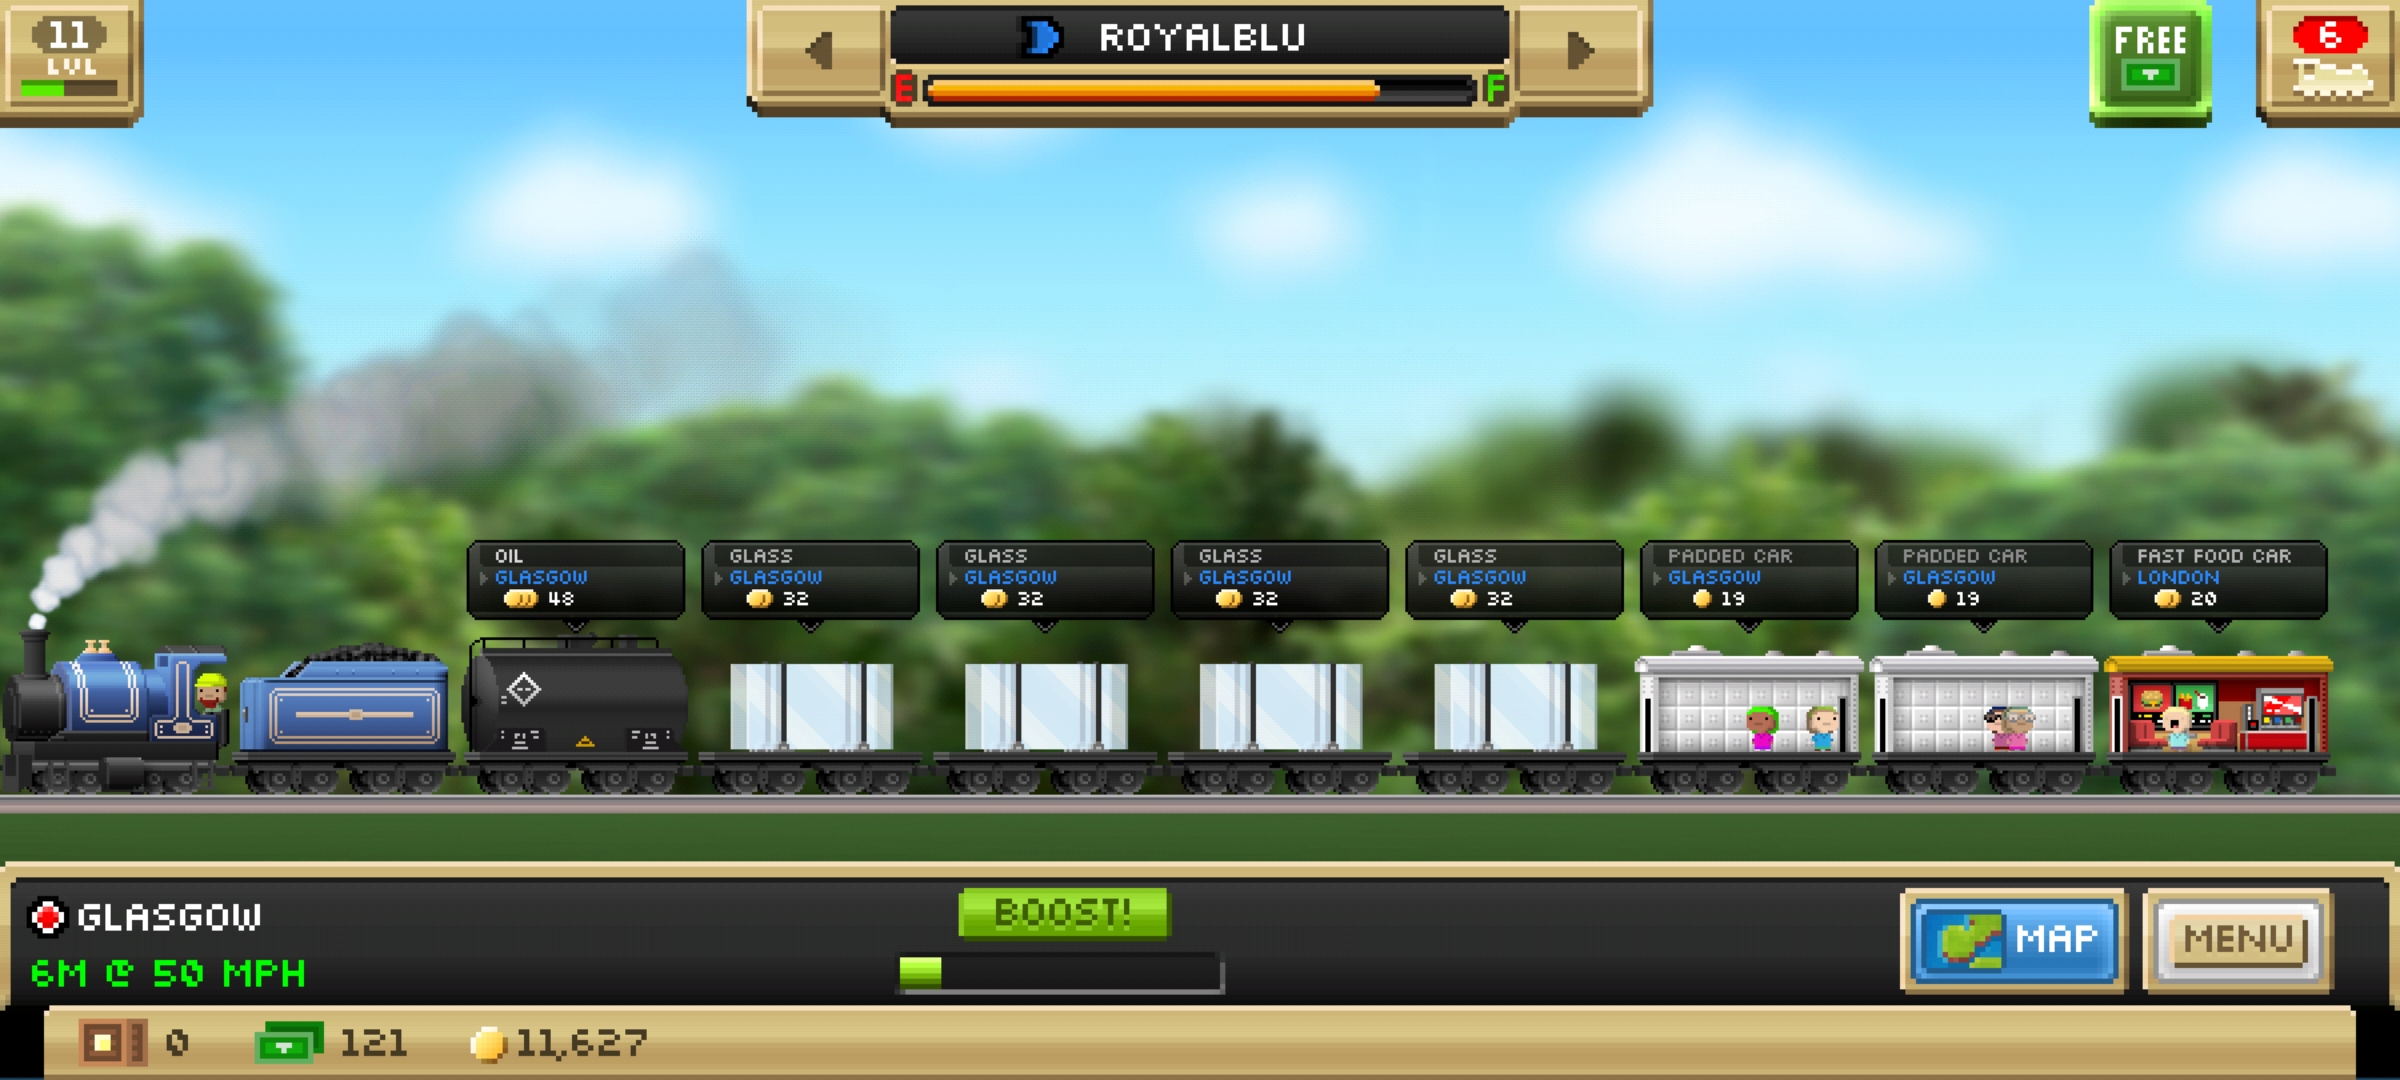 11
LVL
ROYALBLU
E F
FREE
6
OIL
GLASGOW
48
GLASS
GLASGOW
32
GLASS
GLASGOW
32
GLASS
GLASGOW
32
GLASS
GLASGOW
32
PADDED CAR
GLASGOW
19
PADDED CAR
GLASGOW
19
FAST FOOD CAR
LONDON
20
GLASGOW
6M @ 50 MPH
BOOST!
MAP
MENU
0 121 11,627